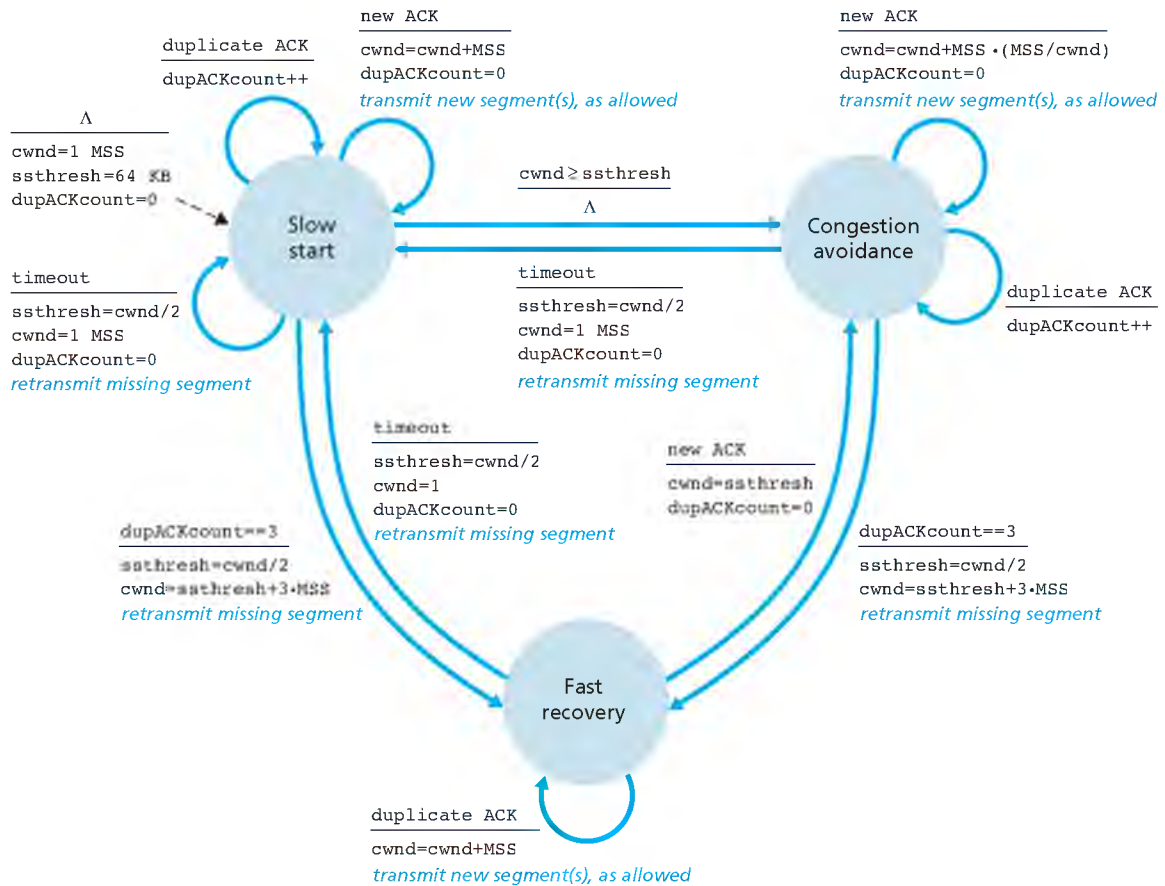 new ACK
cwnd=cwnd+MSS
dupACKcount=0
transmit new segment(s), as allowed
new ACK
cwnd=cwnd+MSS •(MSS/cwnd)
dupACKcount=0
transmit new segment(s), as allowed
duplicate ACK
dupACKcount++
Λ
cwnd=1 MSS
ssthresh=64 KB
dupACKcount=0
cwnd≥ssthresh
Λ
Slow
start
Congestion
avoidance
timeout
ssthresh=cwnd/2
cwnd=1 MSS
dupACKcount=0
retransmit missing segment
timeout
ssthresh=cwnd/2
cwnd=1 MSS
dupACKcount=0
retransmit missing segment
duplicate ACK
dupACKcount++
timeout
ssthresh=cwnd/2
cwnd=1
dupACKcount=0
retransmit missing segment
new ACK
cwnd=ssthresh
dupACKcount=0
dupACKcount==3
ssthresh=cwnd/2
cwnd=ssthresh+3•MSS
retransmit missing segment
dupACKcount==3
ssthresh=cwnd/2
cwnd=ssthresh+3•MSS
retransmit missing segment
Fast
recovery
duplicate ACK
cwnd=cwnd+MSS
transmit new segment(s), as allowed